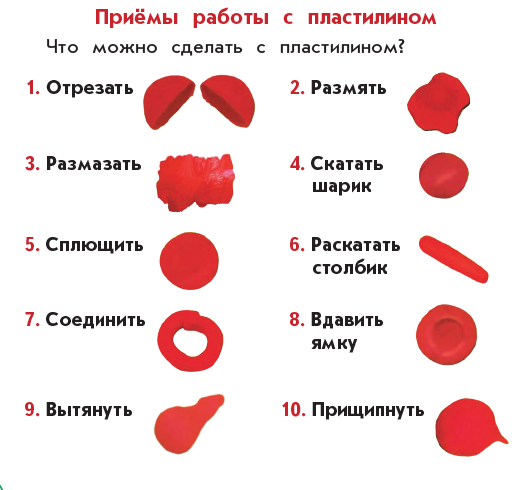 Приёмы работы с пластилином
Что можно сделать с пластилином?
1. Отрезать
2. Размять
3. Размазать
4. Скатать
шарик
5. Сплющить
6. Раскатать
столбик
7. Соединить
8. Вдавить
ямку
9. Вытянуть
10. Прищипнуть